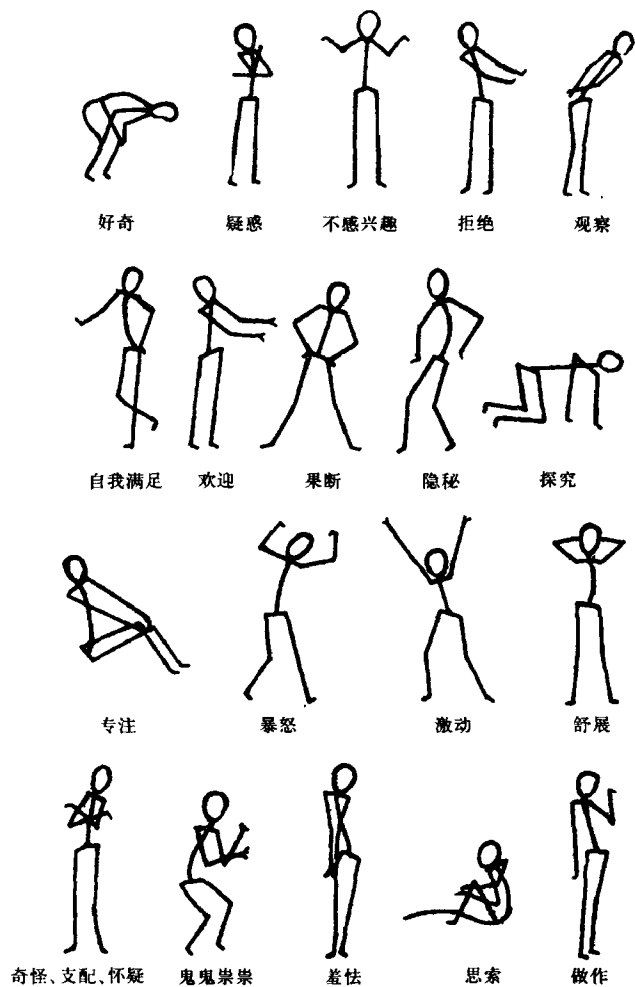 好奇 疑惑 不感兴趣 拒绝 观察
自我满足 欢迎 果断 隐秘 探究
专注 暴怒 激动 舒展
奇怪、支配、怀疑 鬼鬼祟祟 羞怯 思索 做作